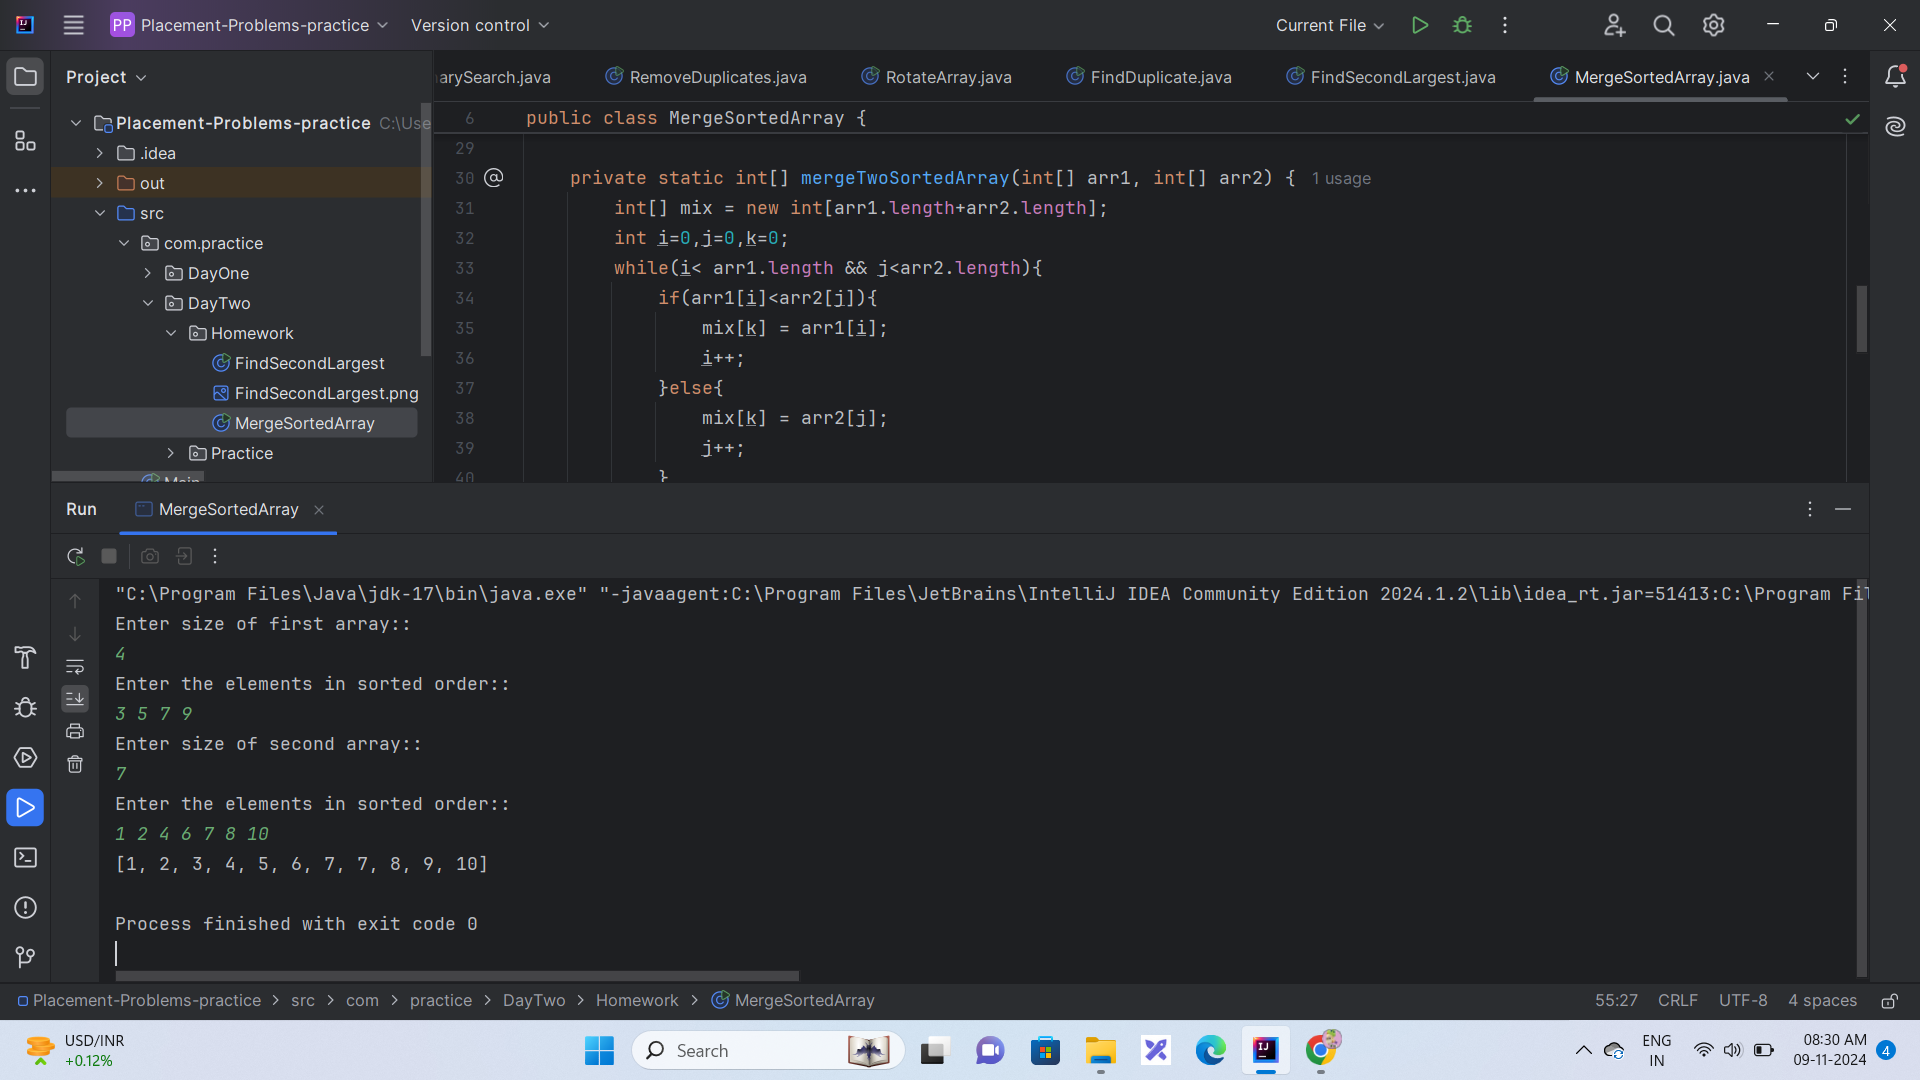 PP Placement-Problems-practice Version control Current File
Project
Placement-Problems-practice C:\Use
.idea
out
src
com.practice
DayOne
DayTwo
Homework
FindSecondLargest
FindSecondLargest.png
MergeSortedArray
Practice
Main
arySearch.java RemoveDuplicates.java RotateArray.java FindDuplicate.java FindSecondLargest.java MergeSortedArray.java
6 public class MergeSortedArray {
29
30 @ private static int[] mergeTwoSortedArray(int[] arr1, int[] arr2) { 1 usage
31 int[] mix = new int[arr1.length+arr2.length];
32 int i=0,j=0,k=0;
33 while(i< arr1.length && j<arr2.length){
34 if(arr1[i]<arr2[j]){
35 mix[k] = arr1[i];
36 i++;
37 }else{
38 mix[k] = arr2[j];
39 j++;
40 }
Run MergeSortedArray
"C:\Program Files\Java\jdk-17\bin\java.exe" "-javaagent:C:\Program Files\JetBrains\IntelliJ IDEA Community Edition 2024.1.2\lib\idea_rt.jar=51413:C:\Program Fil
Enter size of first array::
4
Enter the elements in sorted order::
3 5 7 9
Enter size of second array::
7
Enter the elements in sorted order::
1 2 4 6 7 8 10
[1, 2, 3, 4, 5, 6, 7, 7, 8, 9, 10]
Process finished with exit code 0
Placement-Problems-practice > src > com > practice > DayTwo > Homework > MergeSortedArray 55:27 CRLF UTF-8 4 spaces
USD/INR
+0.12%
Search
ENG
IN
08:30 AM
09-11-2024
4